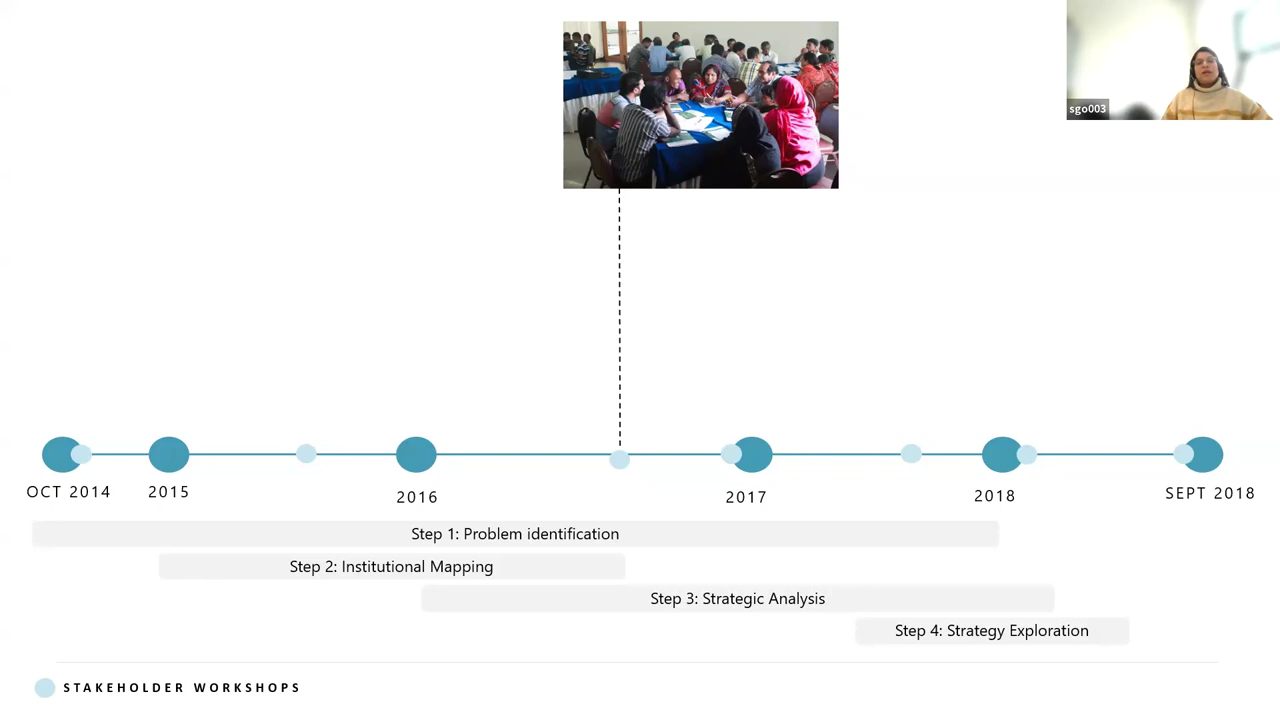 sgo003
OCT 2014
2015
2016
2017
2018
SEPT 2018
Step 1: Problem identification
Step 2: Institutional Mapping
Step 3: Strategic Analysis
Step 4: Strategy Exploration
STAKEHOLDER WORKSHOPS